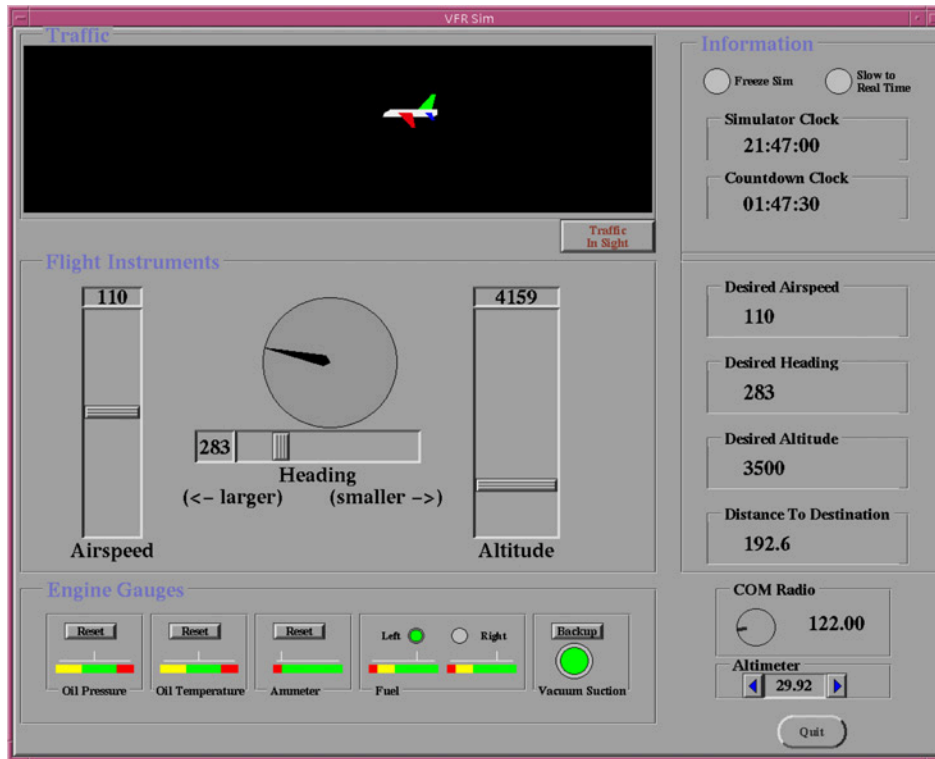 VFR Sim
Traffic
Traffic
In Sight
Information
Freeze Sim
Slow to
Real Time
Simulator Clock
21:47:00
Countdown Clock
01:47:30
Flight Instruments
110
Airspeed
283
Heading
(<- larger) (smaller ->)
4159
Altitude
Desired Airspeed
110
Desired Heading
283
Desired Altitude
3500
Distance To Destination
192.6
Engine Gauges
Reset
Oil Pressure
Reset
Oil Temperature
Reset
Ammeter
Left Right
Fuel
Backup
Vacuum Suction
COM Radio
122.00
Altimeter
29.92
Quit